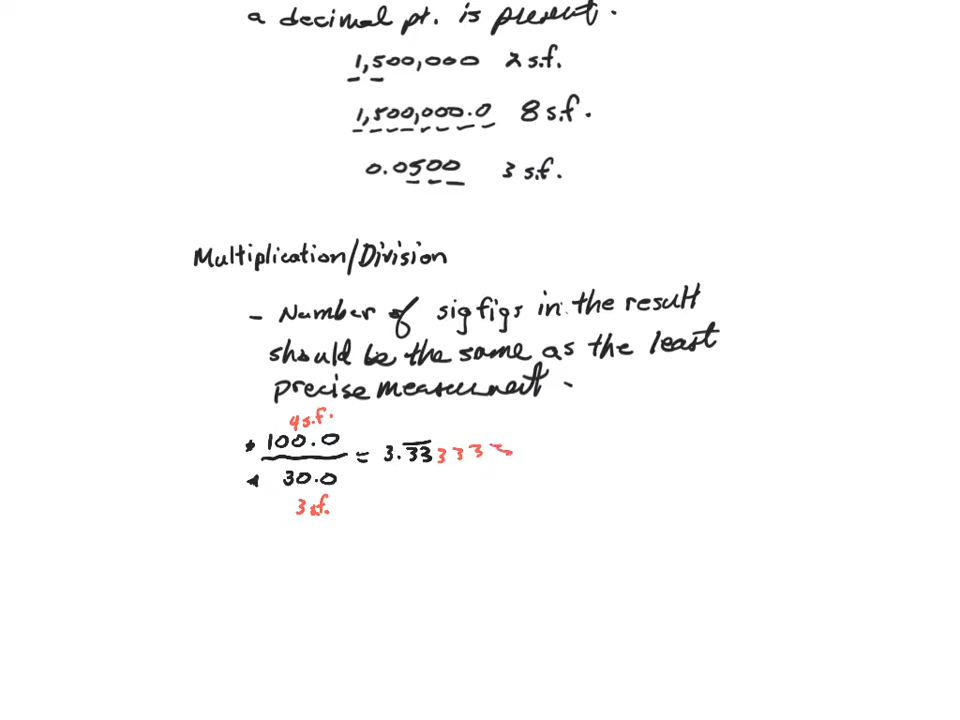 a decimal pt. is present.
1,500,000 2 s.f.
1,500,000.0 8 s.f.
0.0500 3 s.f.
Multiplication/Division
- Number of sig figs in the result
should be the same as the least
precise measurement.
4 s.f.
100.0
30.0
= 3.333333
3 s.f.